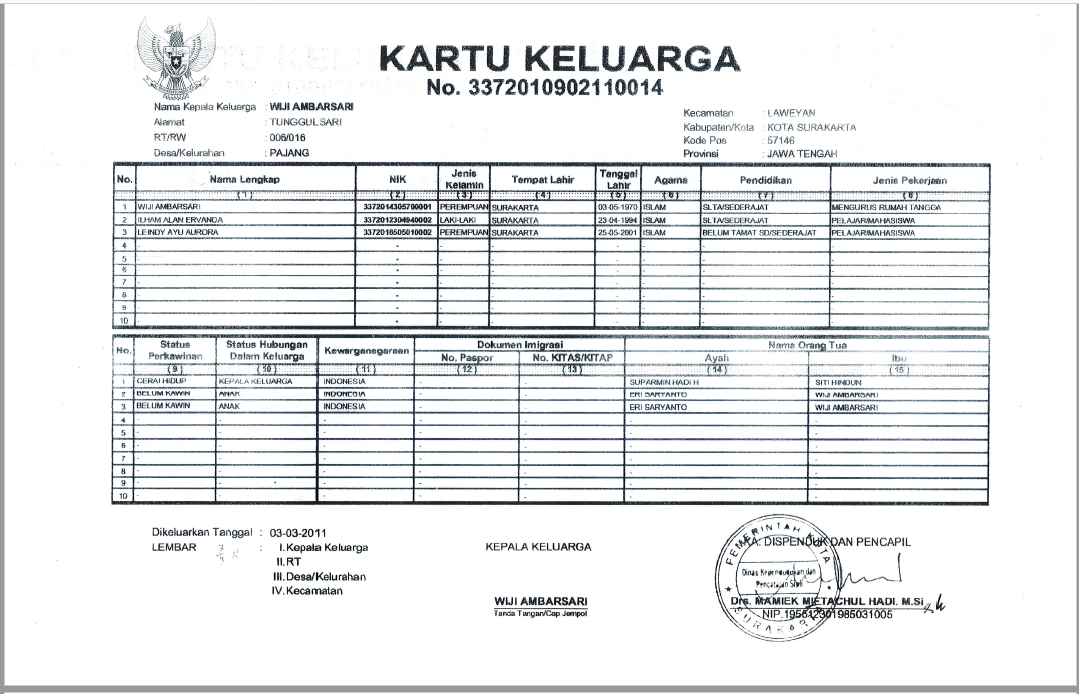 KARTU KELUARGA
No. 3372010902110014
Nama Kepala Keluarga : WIJI AMBARSARI
Alamat : TUNGGULSARI
RT/RW : 006/016
Desa/Kelurahan : PAJANG
Kecamatan : LAWEYAN
Kabupaten/Kota : KOTA SURAKARTA
Kode Pos : 57146
Provinsi : JAWA TENGAH
No. Nama Lengkap NIK Jenis Kelamin Tempat Lahir Tanggal Lahir Agama Pendidikan Jenis Pekerjaan
(1) (2) (3) (4) (5) (6) (7) (8)
1 WIJI AMBARSARI 3372014305700001 PEREMPUAN SURAKARTA 03-05-1970 ISLAM SLTA/SEDERAJAT MENGURUS RUMAH TANGGA
2 ILHAM ALAN ERVANDA 3372012304940002 LAKI-LAKI SURAKARTA 23-04-1994 ISLAM SLTA/SEDERAJAT PELAJAR/MAHASISWA
3 LEINDY AYU AURORA 3372016505010002 PEREMPUAN SURAKARTA 25-05-2001 ISLAM BELUM TAMAT SD/SEDERAJAT PELAJAR/MAHASISWA
4 - - - - - - - -
5 - - - - - - - -
6 - - - - - - - -
7 - - - - - - - -
8 - - - - - - - -
9 - - - - - - - -
10 - - - - - - - -
No. Status Perkawinan Status Hubungan Dalam Keluarga Kewarganegaraan Dokumen Imigrasi Nama Orang Tua
No. Paspor No. KITAS/KITAP Ayah Ibu
(9) (10) (11) (12) (13) (14) (15)
1 CERAI HIDUP KEPALA KELUARGA INDONESIA - - SUPARMIN HADI H SITI HINDUN
2 BELUM KAWIN ANAK INDONESIA - - ERI SARYANTO WIJI AMBARSARI
3 BELUM KAWIN ANAK INDONESIA - - ERI SARYANTO WIJI AMBARSARI
4 - - - - - - -
5 - - - - - - -
6 - - - - - - -
7 - - - - - - -
8 - - - - - - -
9 - - - - - - -
10 - - - - - - -
Dikeluarkan Tanggal : 03-03-2011
LEMBAR : I. Kepala Keluarga
II. RT
III. Desa/Kelurahan
IV. Kecamatan
KEPALA KELUARGA
WIJI AMBARSARI
Tanda Tangan/Cap Jempol
KA. DISPENDUK DAN PENCAPIL
PEMERINTAH KOTA
Dinas Kependudukan dan
Pencatatan Sipil
SURAKARTA
Drs. MAMIEK MIFTACHUL HADI. M.Si
NIP.195512301985031005